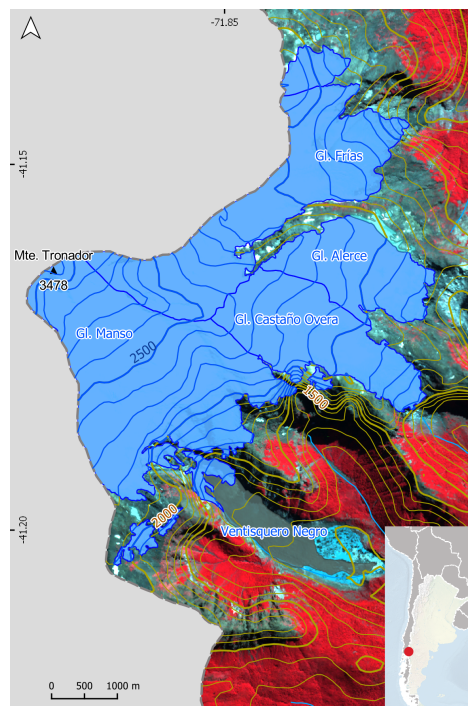 -71.85
-41.15
Gl. Frías
Mte. Tronador
3478
Gl. Alerce
Gl. Castaño Overa
Gl. Manso
2500
1500
2000
-41.20
Ventisquero Negro
0 500 1000 m